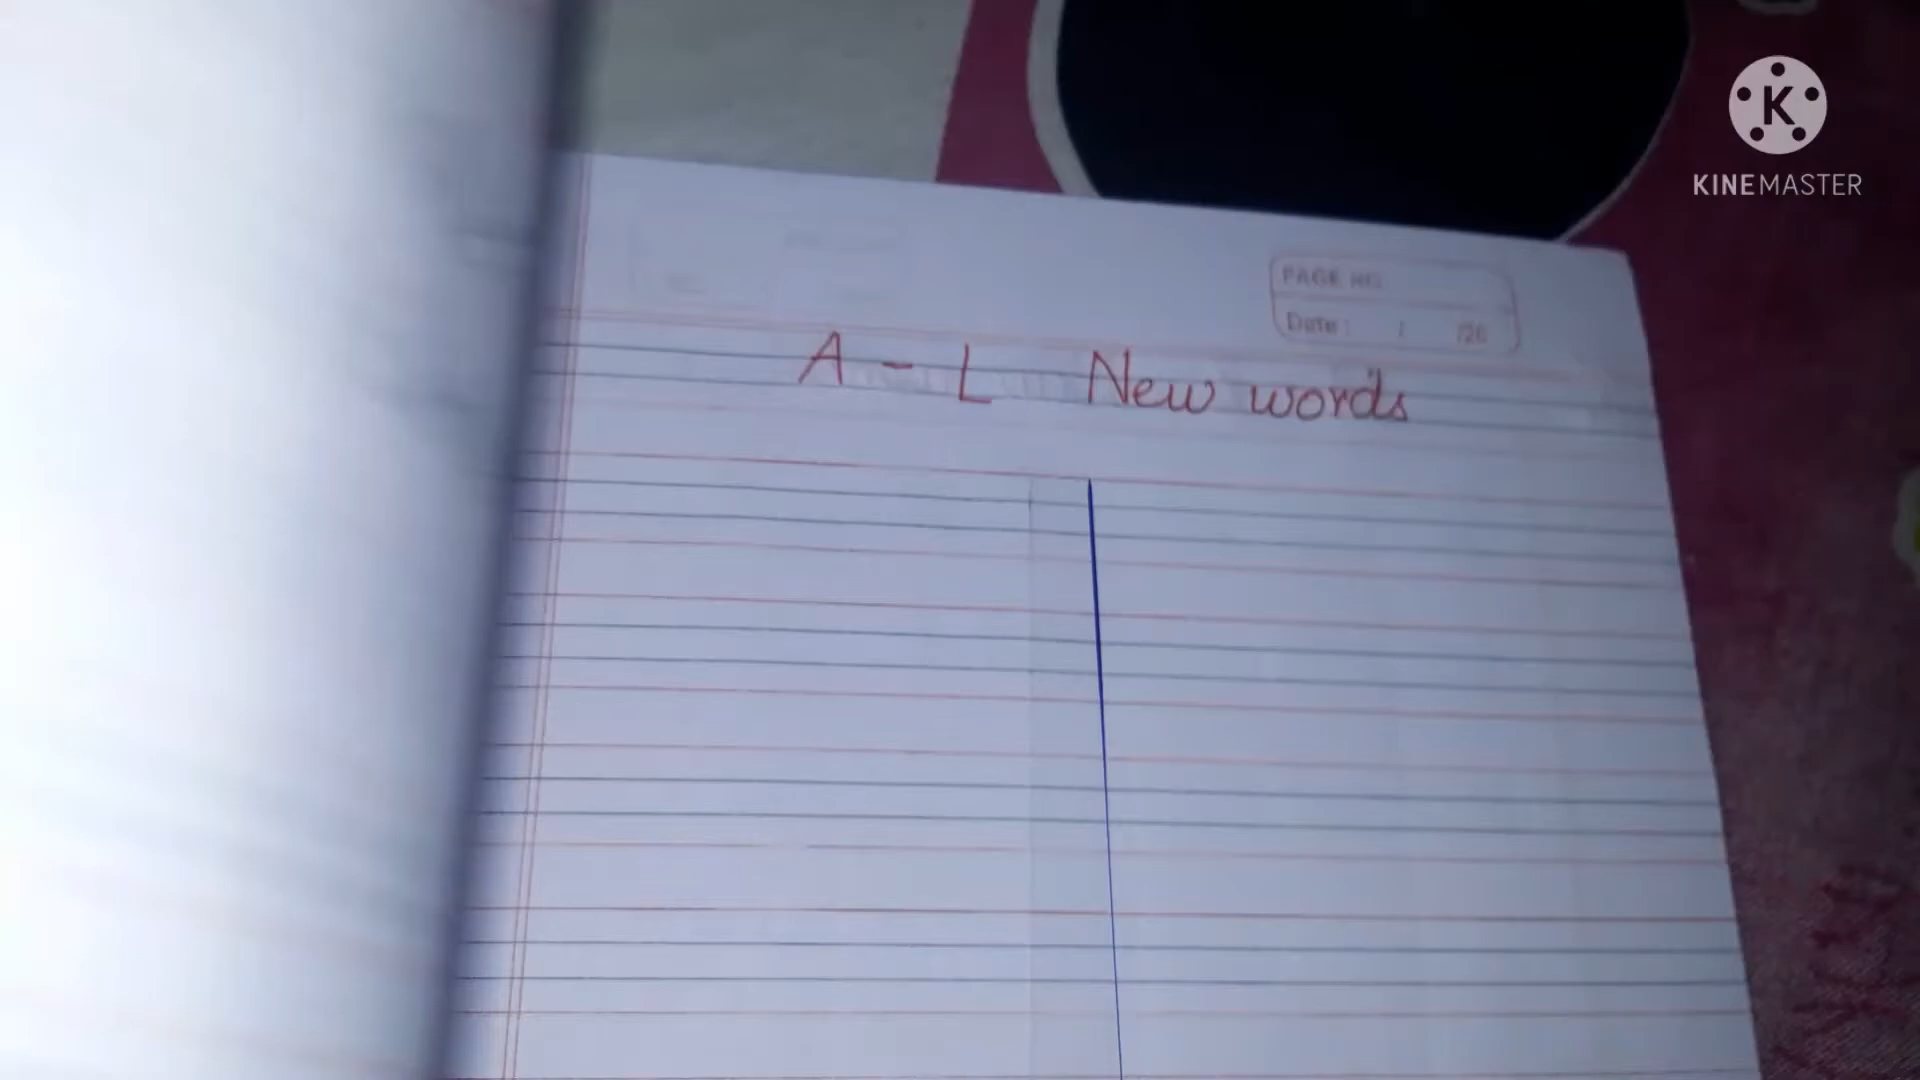 PAGE NO.
Date : / /20
A - L New words
K
KINEMASTER